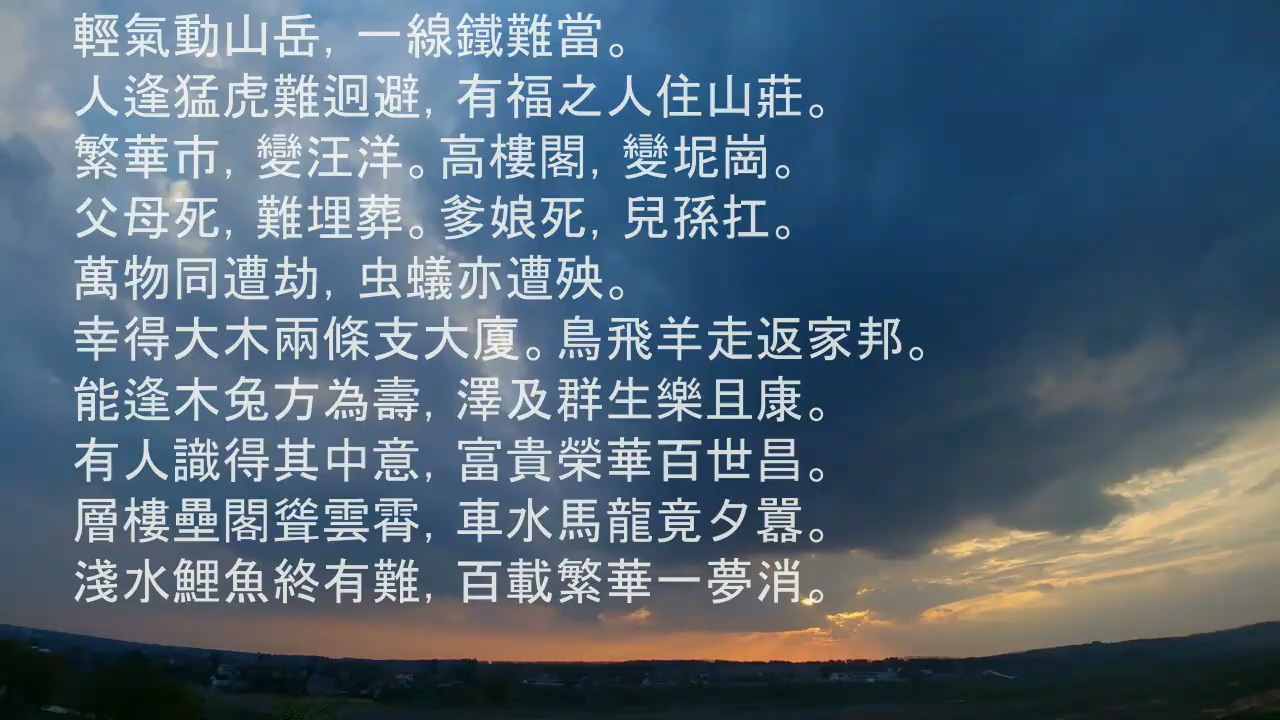 輕氣動山岳，一線鐵難當。
人逢猛虎難迴避，有福之人住山莊。
繁華市，變汪洋。高樓閣，變坭崗。
父母死，難埋葬。爹娘死，兒孫扛。
萬物同遭劫，虫蟻亦遭殃。
幸得大木兩條支大廈。鳥飛羊走返家邦。
能逢木兔方為壽，澤及群生樂且康。
有人識得其中意，富貴榮華百世昌。
層樓壘閣聳雲霄，車水馬龍竟夕囂。
淺水鯉魚終有難，百載繁華一夢消。